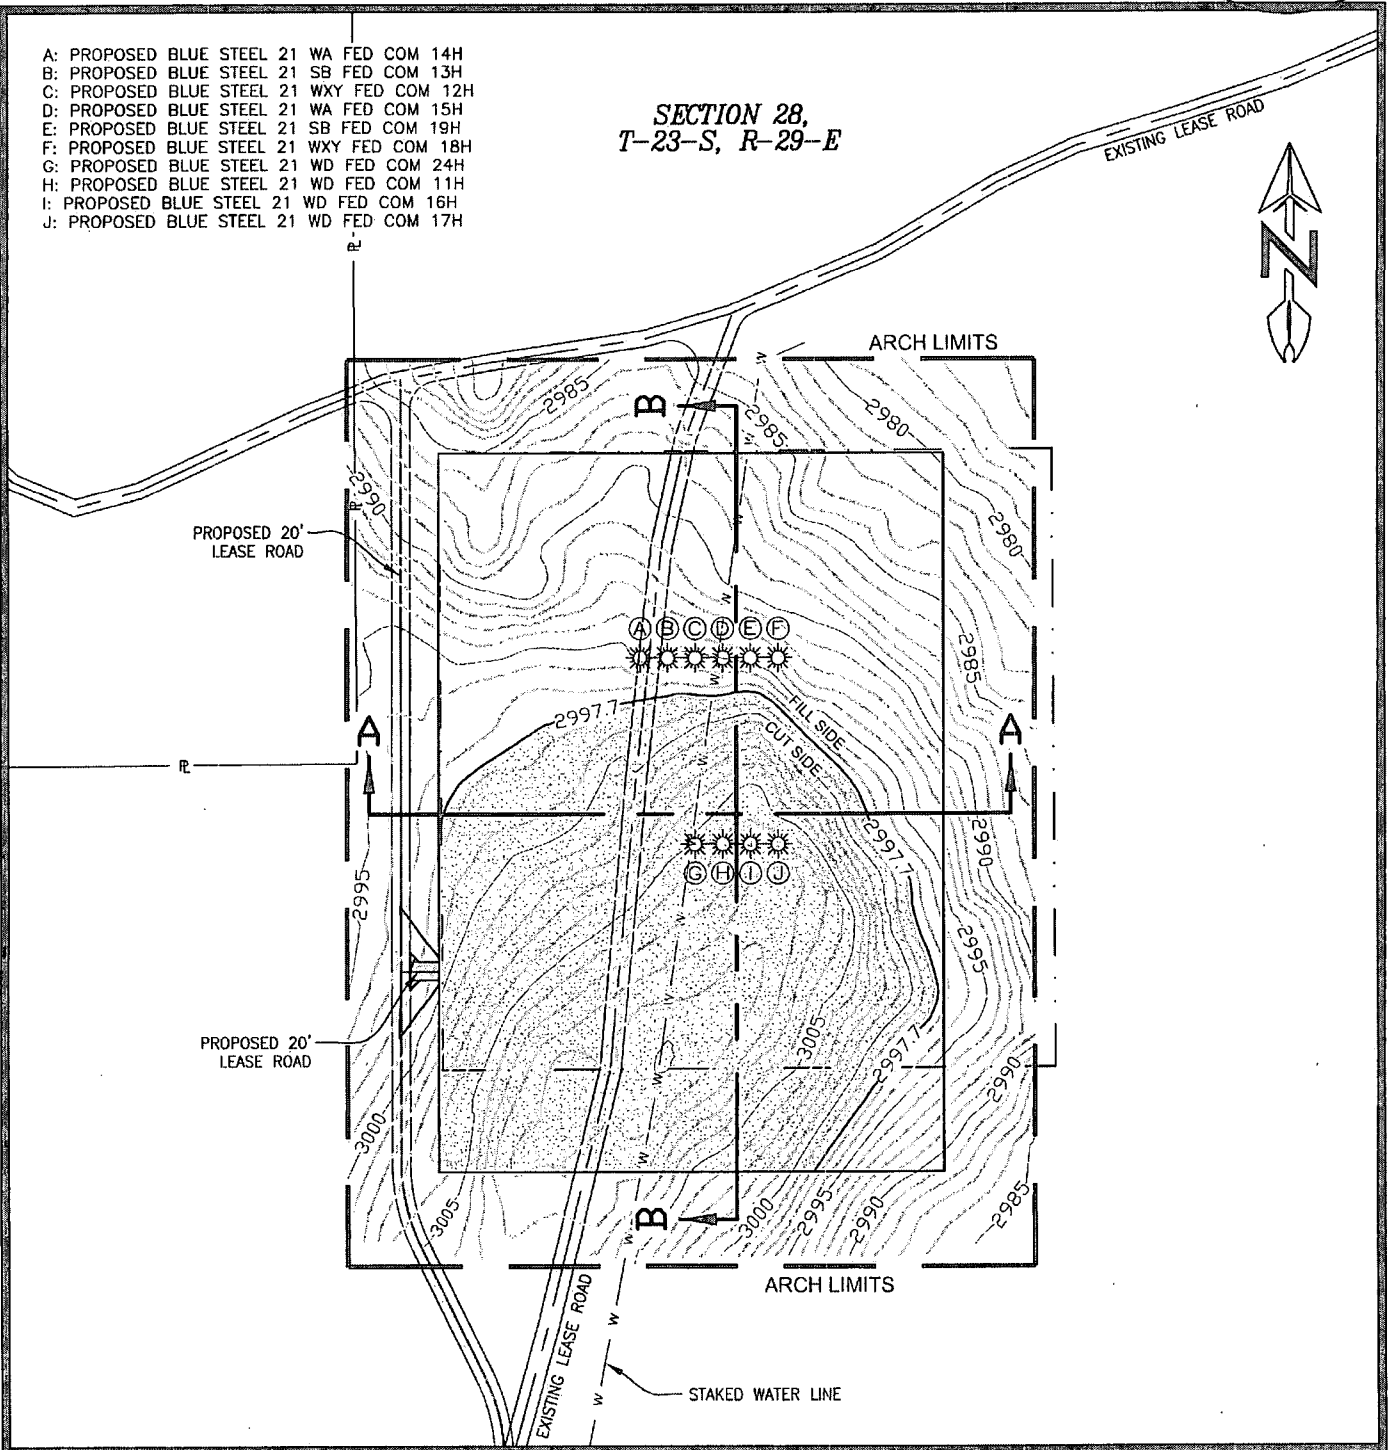 A: PROPOSED BLUE STEEL 21 WA FED COM 14H
B: PROPOSED BLUE STEEL 21 SB FED COM 13H
C: PROPOSED BLUE STEEL 21 WXY FED COM 12H
D: PROPOSED BLUE STEEL 21 WA FED COM 15H
E: PROPOSED BLUE STEEL 21 SB FED COM 19H
F: PROPOSED BLUE STEEL 21 WXY FED COM 18H
G: PROPOSED BLUE STEEL 21 WD FED COM 24H
H: PROPOSED BLUE STEEL 21 WD FED COM 11H
I: PROPOSED BLUE STEEL 21 WD FED COM 16H
J: PROPOSED BLUE STEEL 21 WD FED COM 17H
SECTION 28,
T-23-S, R-29-E
EXISTING LEASE ROAD
N
PL
ARCH LIMITS
W
B
2985
2985
2980
W
2990
PL
W
2980
PROPOSED 20'
LEASE ROAD
W
A B C D E F
2985
W
2997.7
FILL SIDE
CUT SIDE
A
A
PL
2990
2997.7
G H I J
2995
W
2995
W
3005
2997.7
PROPOSED 20'
LEASE ROAD
W
W
2990
3000
W
3005
B
3000
2995
2990
2985
W
ARCH LIMITS
EXISTING LEASE ROAD
W
W
STAKED WATER LINE
W